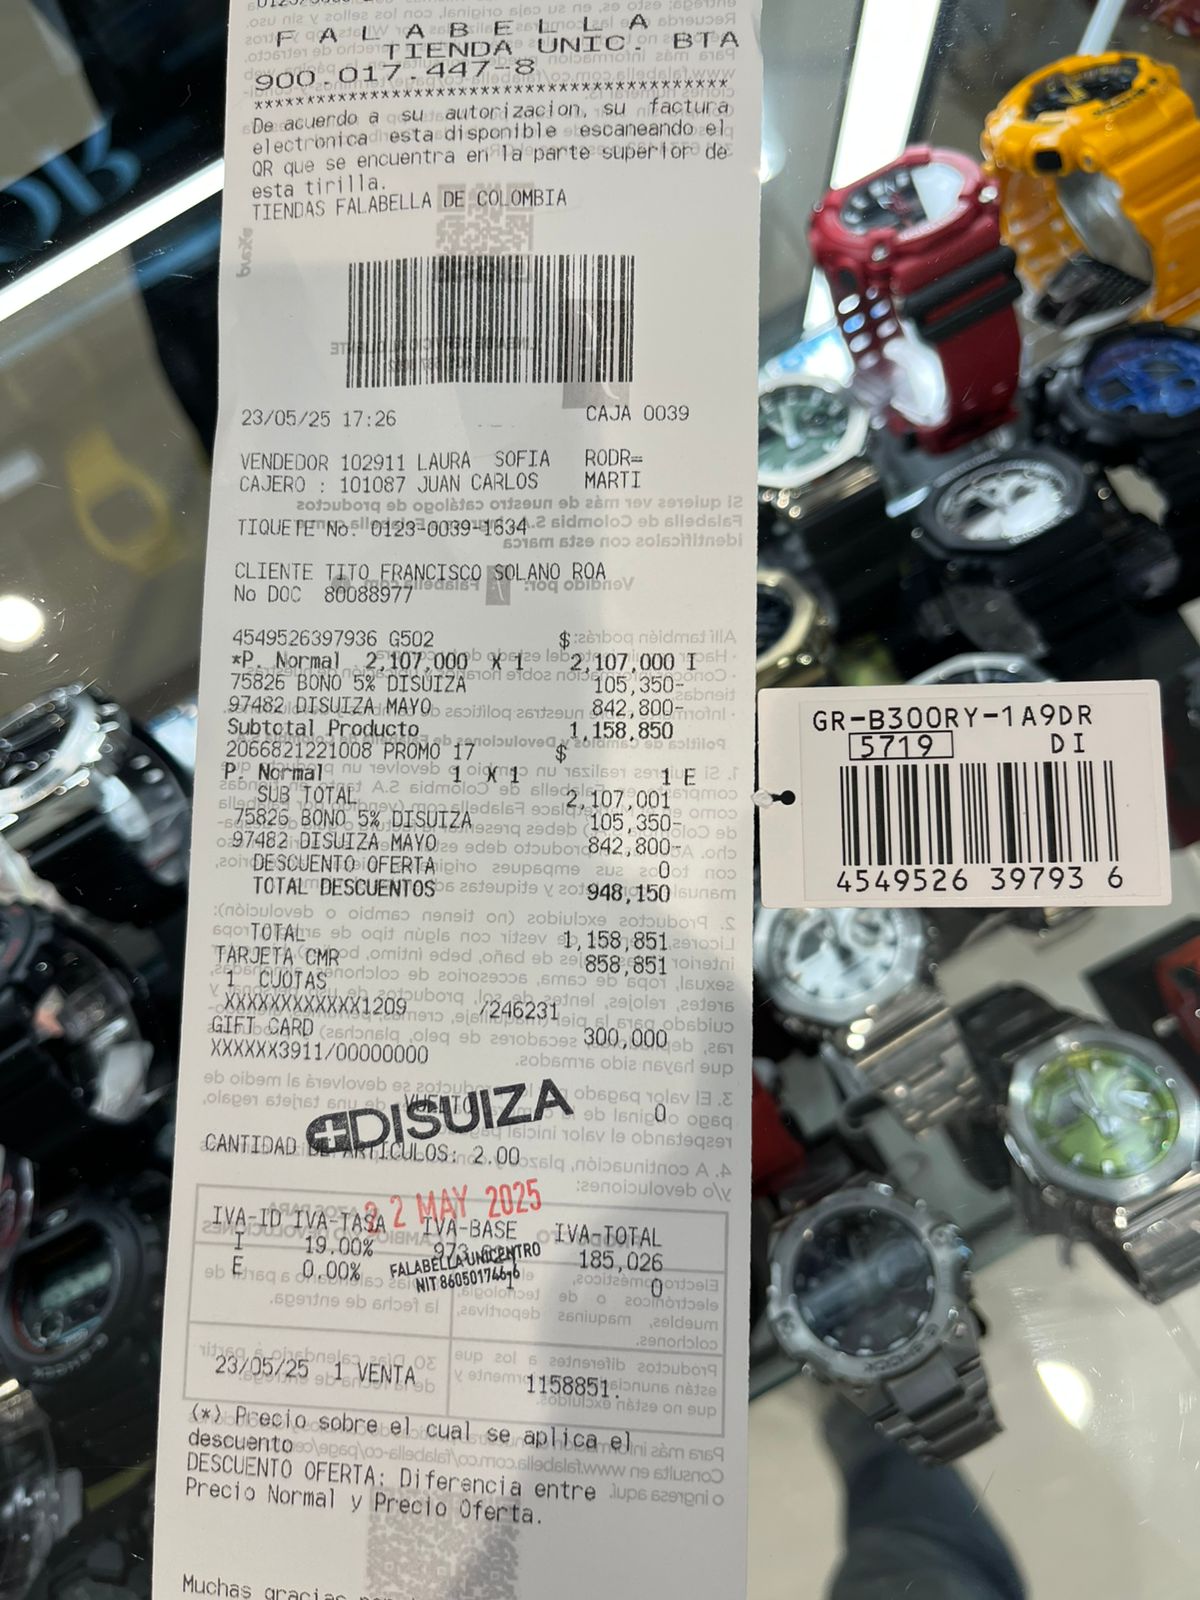 F A L A B E L L A
TIENDA UNIC. BTA
900.017.447-8
****************************************
De acuerdo a su autorizacion, su factura
electronica esta disponible escaneando el
QR que se encuentra en la parte superior de
esta tirilla.
TIENDAS FALABELLA DE COLOMBIA
23/05/25 17:26 CAJA 0039
VENDEDOR 102911 LAURA SOFIA RODR=
CAJERO : 101087 JUAN CARLOS MARTI
TIQUETE No. 0123-0039-1634
CLIENTE TITO FRANCISCO SOLANO ROA
No DOC 80088977
4549526397936 G502 $
*P. Normal 2,107,000 X 1 2,107,000 I
75826 BONO 5% DISUIZA 105,350-
97482 DISUIZA MAYO 842,800-
Subtotal Producto 1,158,850
2066821221008 PROMO 17 $
P. Normal 1 X 1 1 E
SUB TOTAL 2,107,001
75826 BONO 5% DISUIZA 105,350-
97482 DISUIZA MAYO 842,800-
DESCUENTO OFERTA 0
TOTAL DESCUENTOS 948,150
TOTAL 1,158,851
TARJETA CMR 858,851
1 CUOTAS
XXXXXXXXXXXX1209 /246231
GIFT CARD 300,000
XXXXXX3911/00000000
VUELTO 0
DISUIZA
CANTIDAD DE ARTICULOS: 2.00
22 MAY 2025
IVA-ID IVA-TASA IVA-BASE IVA-TOTAL
I 19.00% 185,026
E 0.00% 0
FALABELLA UNICENTRO
NIT 860501746-6
23/05/25 1 VENTA 1158851.
(*) Precio sobre el cual se aplica el
descuento
DESCUENTO OFERTA: Diferencia entre
Precio Normal y Precio Oferta.
Muchas gracias
GR-B300RY-1A9DR
5719 DI
4549526 39793 6